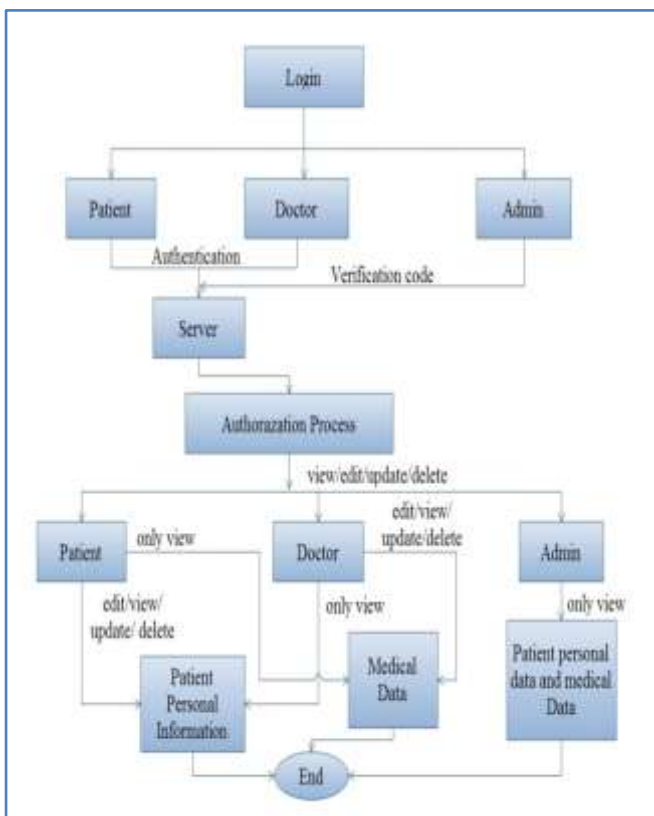 Login
Patient
Doctor
Admin
Authentication
Verification code
Server
Authorazation Process
view/edit/update/delete
Patient
only view
Doctor
edit/view/
update/delete
Admin
edit/view/
update/ delete
only view
only view
Patient
Personal
Information
Medical
Data
Patient personal
data and medical
Data
End